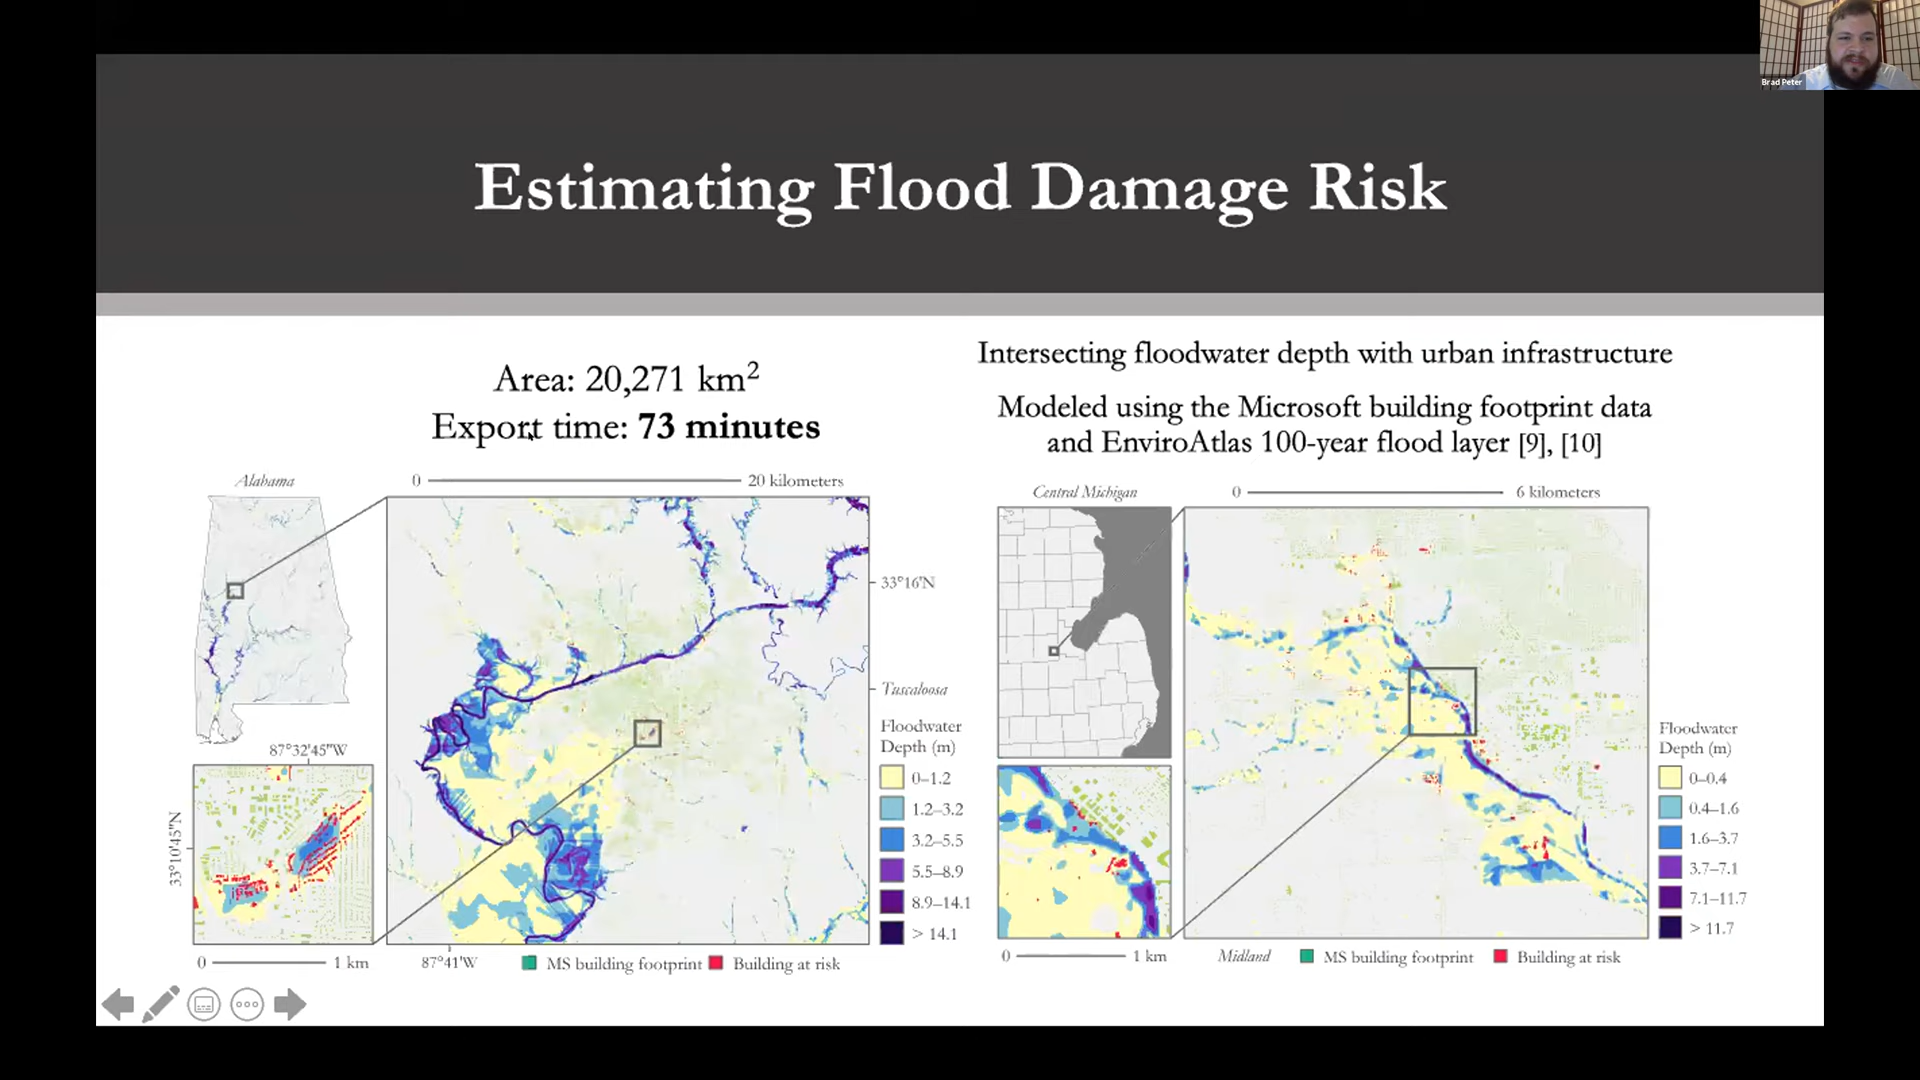 Brad Peter
Estimating Flood Damage Risk
Area: 20,271 km²
Export time: 73 minutes
Intersecting floodwater depth with urban infrastructure
Modeled using the Microsoft building footprint data
and EnviroAtlas 100-year flood layer [9], [10]
Alabama
0 20 kilometers
33°16'N
Tuscaloosa
87°32'45"W
33°10'45"N
Floodwater
Depth (m)
0–1.2
1.2–3.2
3.2–5.5
5.5–8.9
8.9–14.1
> 14.1
0 1 km
87°41'W
MS building footprint
Building at risk
Central Michigan
0 6 kilometers
Floodwater
Depth (m)
0–0.4
0.4–1.6
1.6–3.7
3.7–7.1
7.1–11.7
> 11.7
0 1 km
Midland
MS building footprint
Building at risk